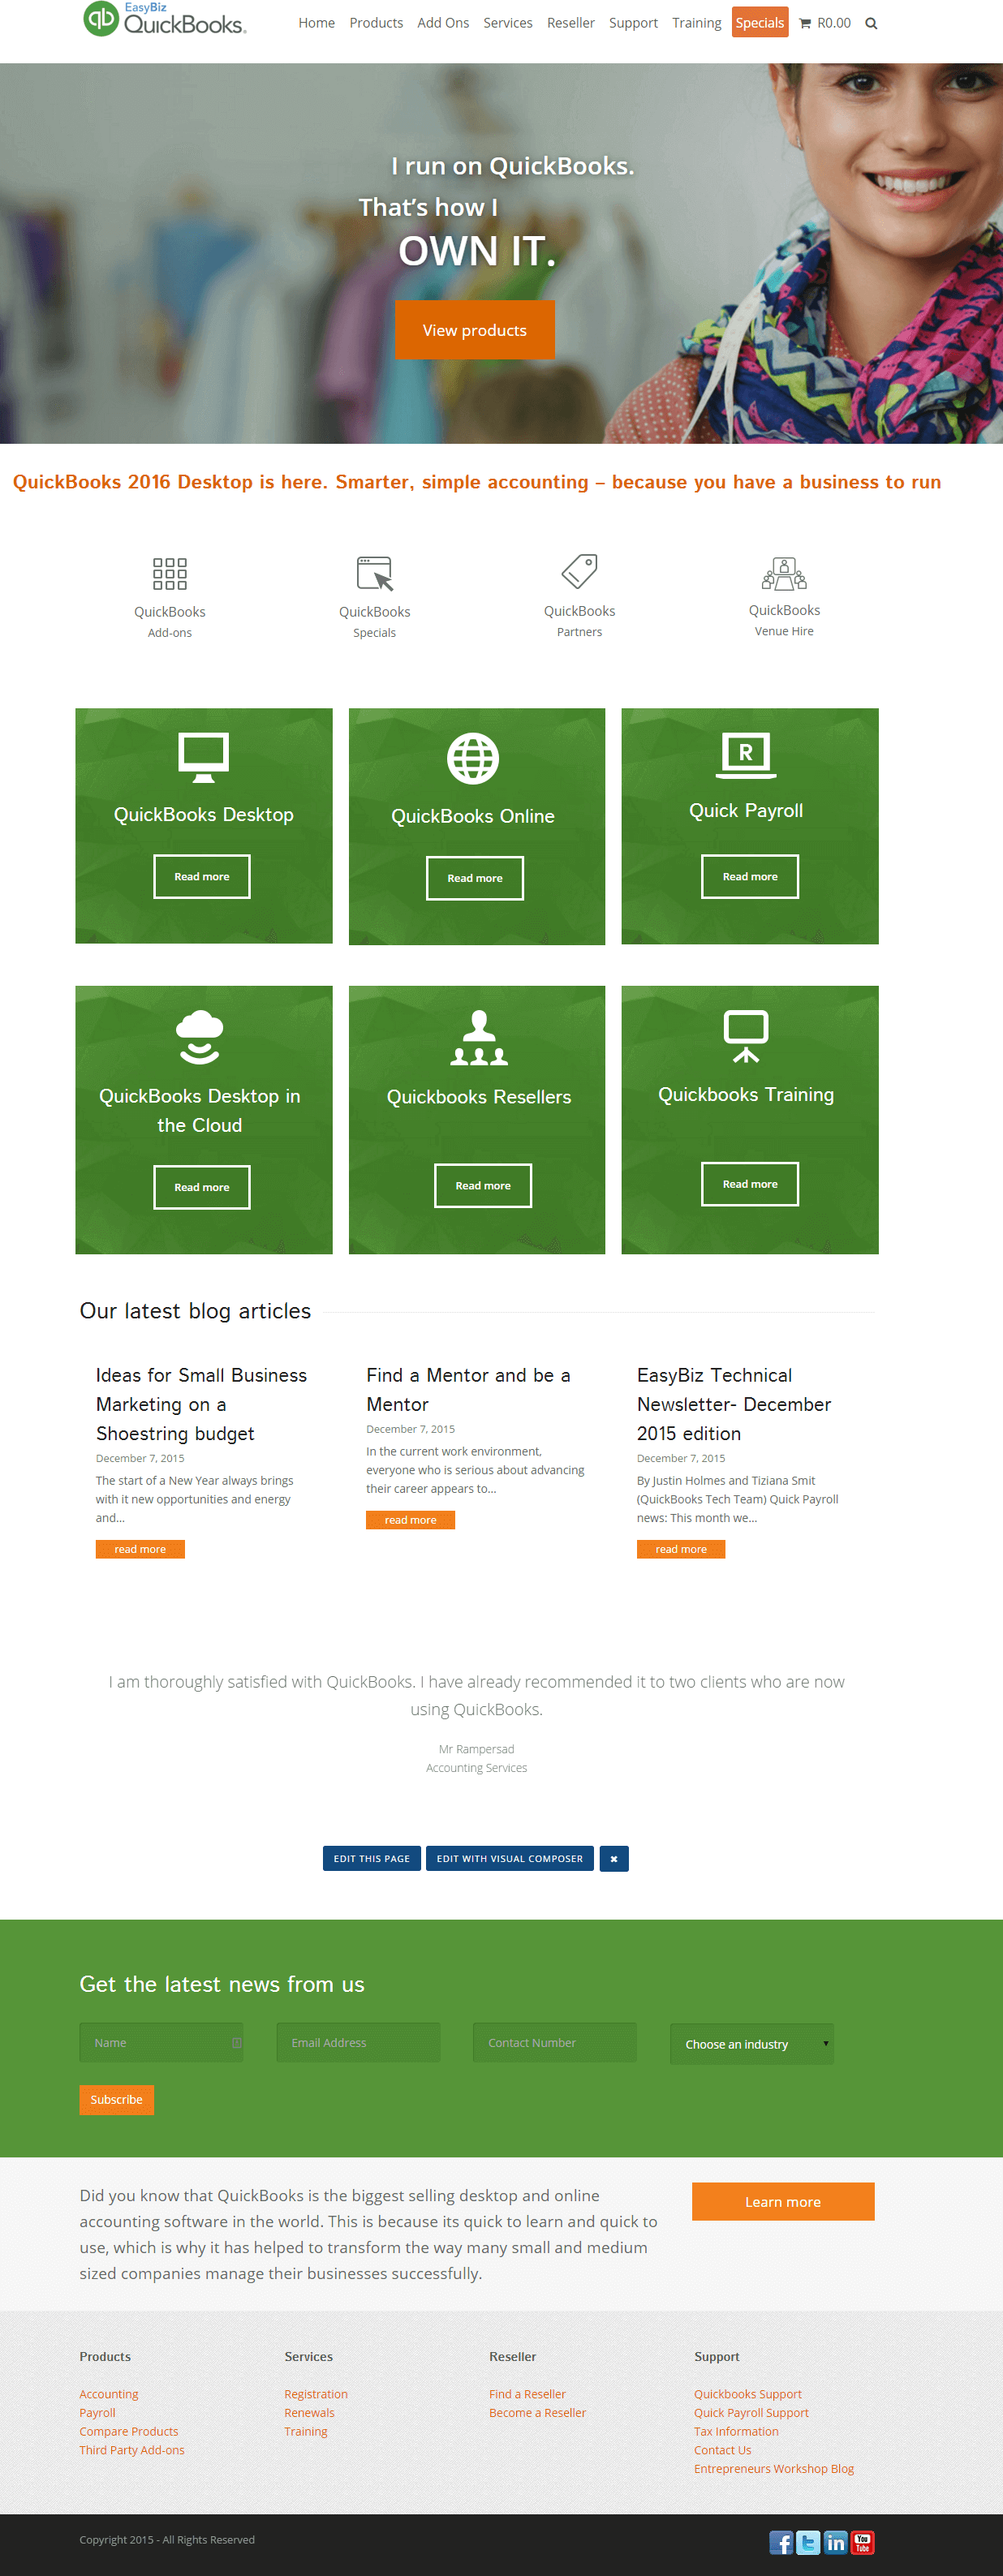 EasyBiz
qb QuickBooks.
Home Products Add Ons Services Reseller Support Training Specials R0.00
I run on QuickBooks.
That's how I
OWN IT.
View products
QuickBooks 2016 Desktop is here. Smarter, simple accounting – because you have a business to run
QuickBooks
Add-ons
QuickBooks
Specials
QuickBooks
Partners
QuickBooks
Venue Hire
QuickBooks Desktop
Read more
QuickBooks Online
Read more
R
Quick Payroll
Read more
QuickBooks Desktop in
the Cloud
Read more
Quickbooks Resellers
Read more
Quickbooks Training
Read more
Our latest blog articles
Ideas for Small Business
Marketing on a
Shoestring budget
December 7, 2015
The start of a New Year always brings
with it new opportunities and energy
and...
read more
Find a Mentor and be a
Mentor
December 7, 2015
In the current work environment,
everyone who is serious about advancing
their career appears to...
read more
EasyBiz Technical
Newsletter- December
2015 edition
December 7, 2015
By Justin Holmes and Tiziana Smit
(QuickBooks Tech Team) Quick Payroll
news: This month we...
read more
I am thoroughly satisfied with QuickBooks. I have already recommended it to two clients who are now
using QuickBooks.
Mr Rampersad
Accounting Services
EDIT THIS PAGE EDIT WITH VISUAL COMPOSER ✖
Get the latest news from us
Name Email Address Contact Number Choose an industry
Subscribe
Did you know that QuickBooks is the biggest selling desktop and online
accounting software in the world. This is because its quick to learn and quick to
use, which is why it has helped to transform the way many small and medium
sized companies manage their businesses successfully.
Learn more
Products
Accounting
Payroll
Compare Products
Third Party Add-ons
Services
Registration
Renewals
Training
Reseller
Find a Reseller
Become a Reseller
Support
Quickbooks Support
Quick Payroll Support
Tax Information
Contact Us
Entrepreneurs Workshop Blog
Copyright 2015 - All Rights Reserved
f t in You Tube